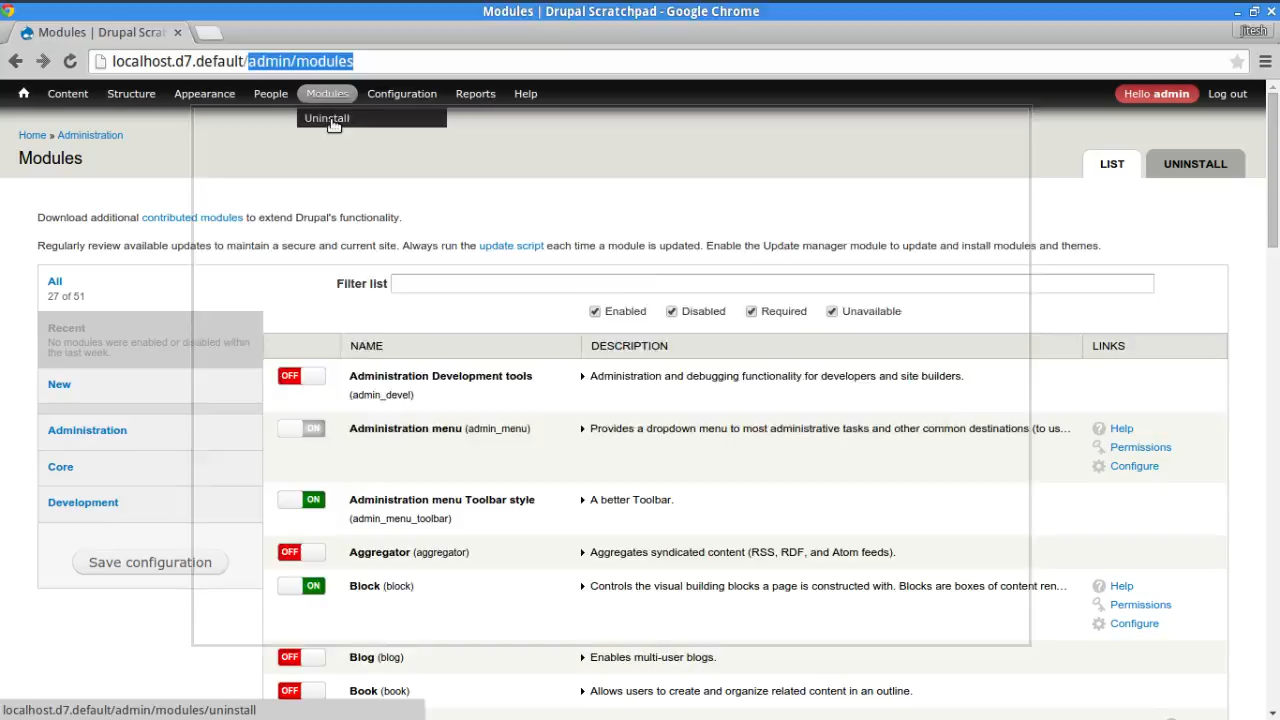 Modules | Drupal Scratchpad - Google Chrome
Modules | Drupal Scrat
jitesh
localhost.d7.default/admin/modules
Content Structure Appearance People Modules Configuration Reports Help Hello admin Log out
Uninstall
Home » Administration
Modules
LIST UNINSTALL
Download additional contributed modules to extend Drupal's functionality.
Regularly review available updates to maintain a secure and current site. Always run the update script each time a module is updated. Enable the Update manager module to update and install modules and themes.
All
27 of 51
Recent
No modules were enabled or disabled within
the last week.
New
Administration
Core
Development
Save configuration
Filter list
Enabled Disabled Required Unavailable
NAME DESCRIPTION LINKS
OFF Administration Development tools Administration and debugging functionality for developers and site builders.
(admin_devel)
ON Administration menu (admin_menu) Provides a dropdown menu to most administrative tasks and other common destinations (to us... Help
Permissions
Configure
ON Administration menu Toolbar style A better Toolbar.
(admin_menu_toolbar)
OFF Aggregator (aggregator) Aggregates syndicated content (RSS, RDF, and Atom feeds).
ON Block (block) Controls the visual building blocks a page is constructed with. Blocks are boxes of content ren... Help
Permissions
Configure
OFF Blog (blog) Enables multi-user blogs.
OFF Book (book) Allows users to create and organize related content in an outline.
localhost.d7.default/admin/modules/uninstall